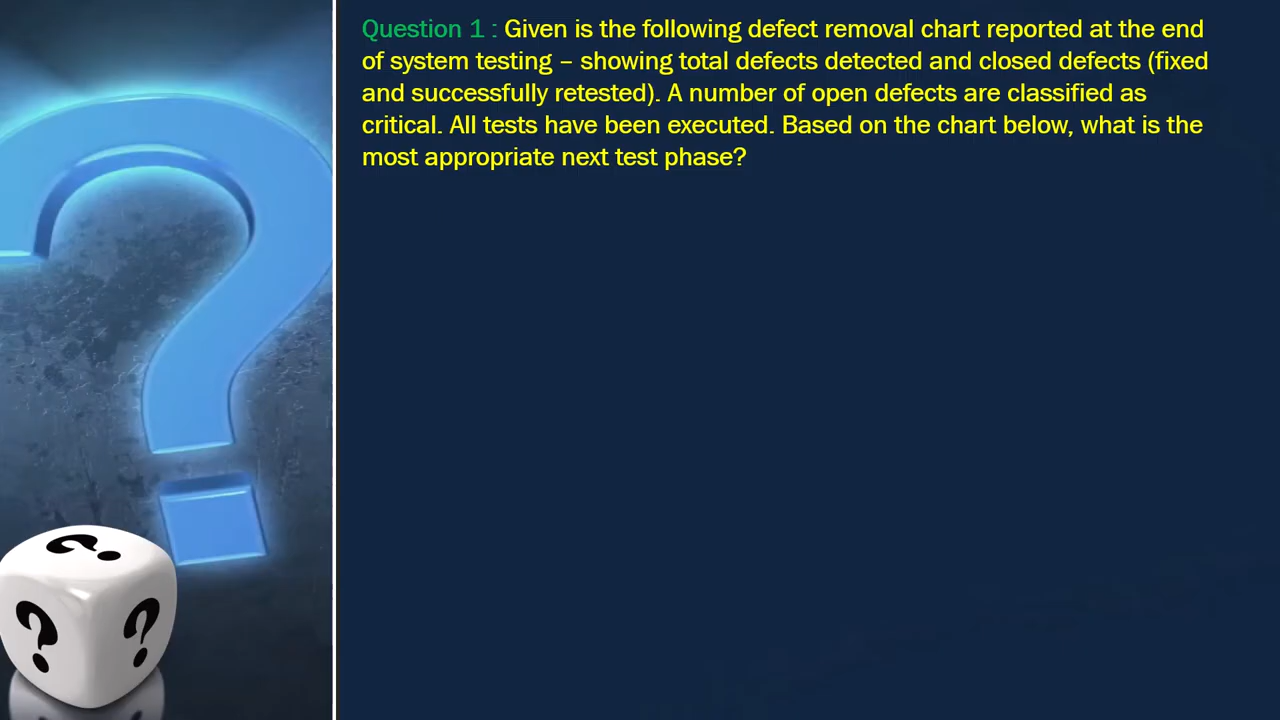 Question 1 : Given is the following defect removal chart reported at the end
of system testing – showing total defects detected and closed defects (fixed
and successfully retested). A number of open defects are classified as
critical. All tests have been executed. Based on the chart below, what is the
most appropriate next test phase?